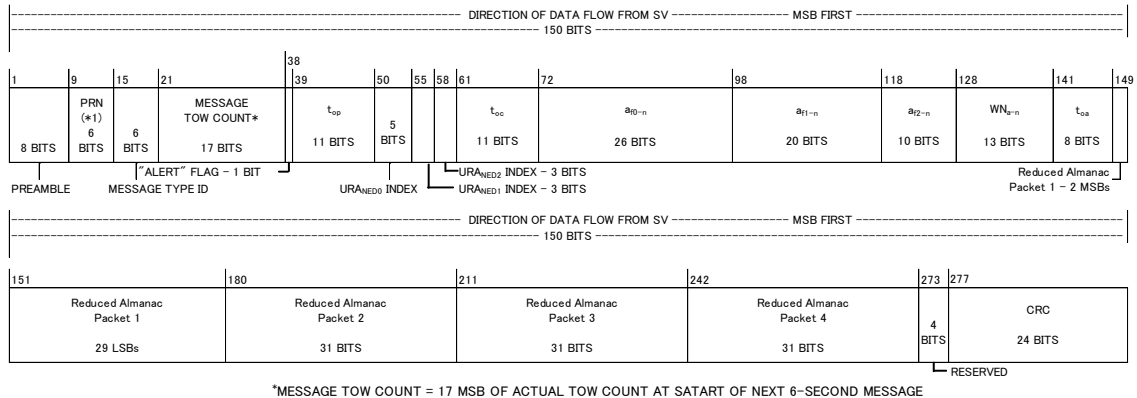 DIRECTION OF DATA FLOW FROM SV MSB FIRST
150 BITS
1 9 15 21 38 39 50 55 58 61 72 98 118 128 141 149
8 BITS
PRN
(*1)
6
BITS
6
BITS
MESSAGE
TOW COUNT*
17 BITS
t_op
11 BITS
5
BITS
t_oc
11 BITS
a_f0-n
26 BITS
a_f1-n
20 BITS
a_f2-n
10 BITS
WN_a-n
13 BITS
t_oa
8 BITS
PREAMBLE
MESSAGE TYPE ID
"ALERT" FLAG - 1 BIT
URA_NED0 INDEX
URA_NED2 INDEX - 3 BITS
URA_NED1 INDEX - 3 BITS
Reduced Almanac
Packet 1 - 2 MSBs
DIRECTION OF DATA FLOW FROM SV MSB FIRST
150 BITS
151 180 211 242 273 277
Reduced Almanac
Packet 1
29 LSBs
Reduced Almanac
Packet 2
31 BITS
Reduced Almanac
Packet 3
31 BITS
Reduced Almanac
Packet 4
31 BITS
4
BITS
CRC
24 BITS
RESERVED
*MESSAGE TOW COUNT = 17 MSB OF ACTUAL TOW COUNT AT SATART OF NEXT 6-SECOND MESSAGE